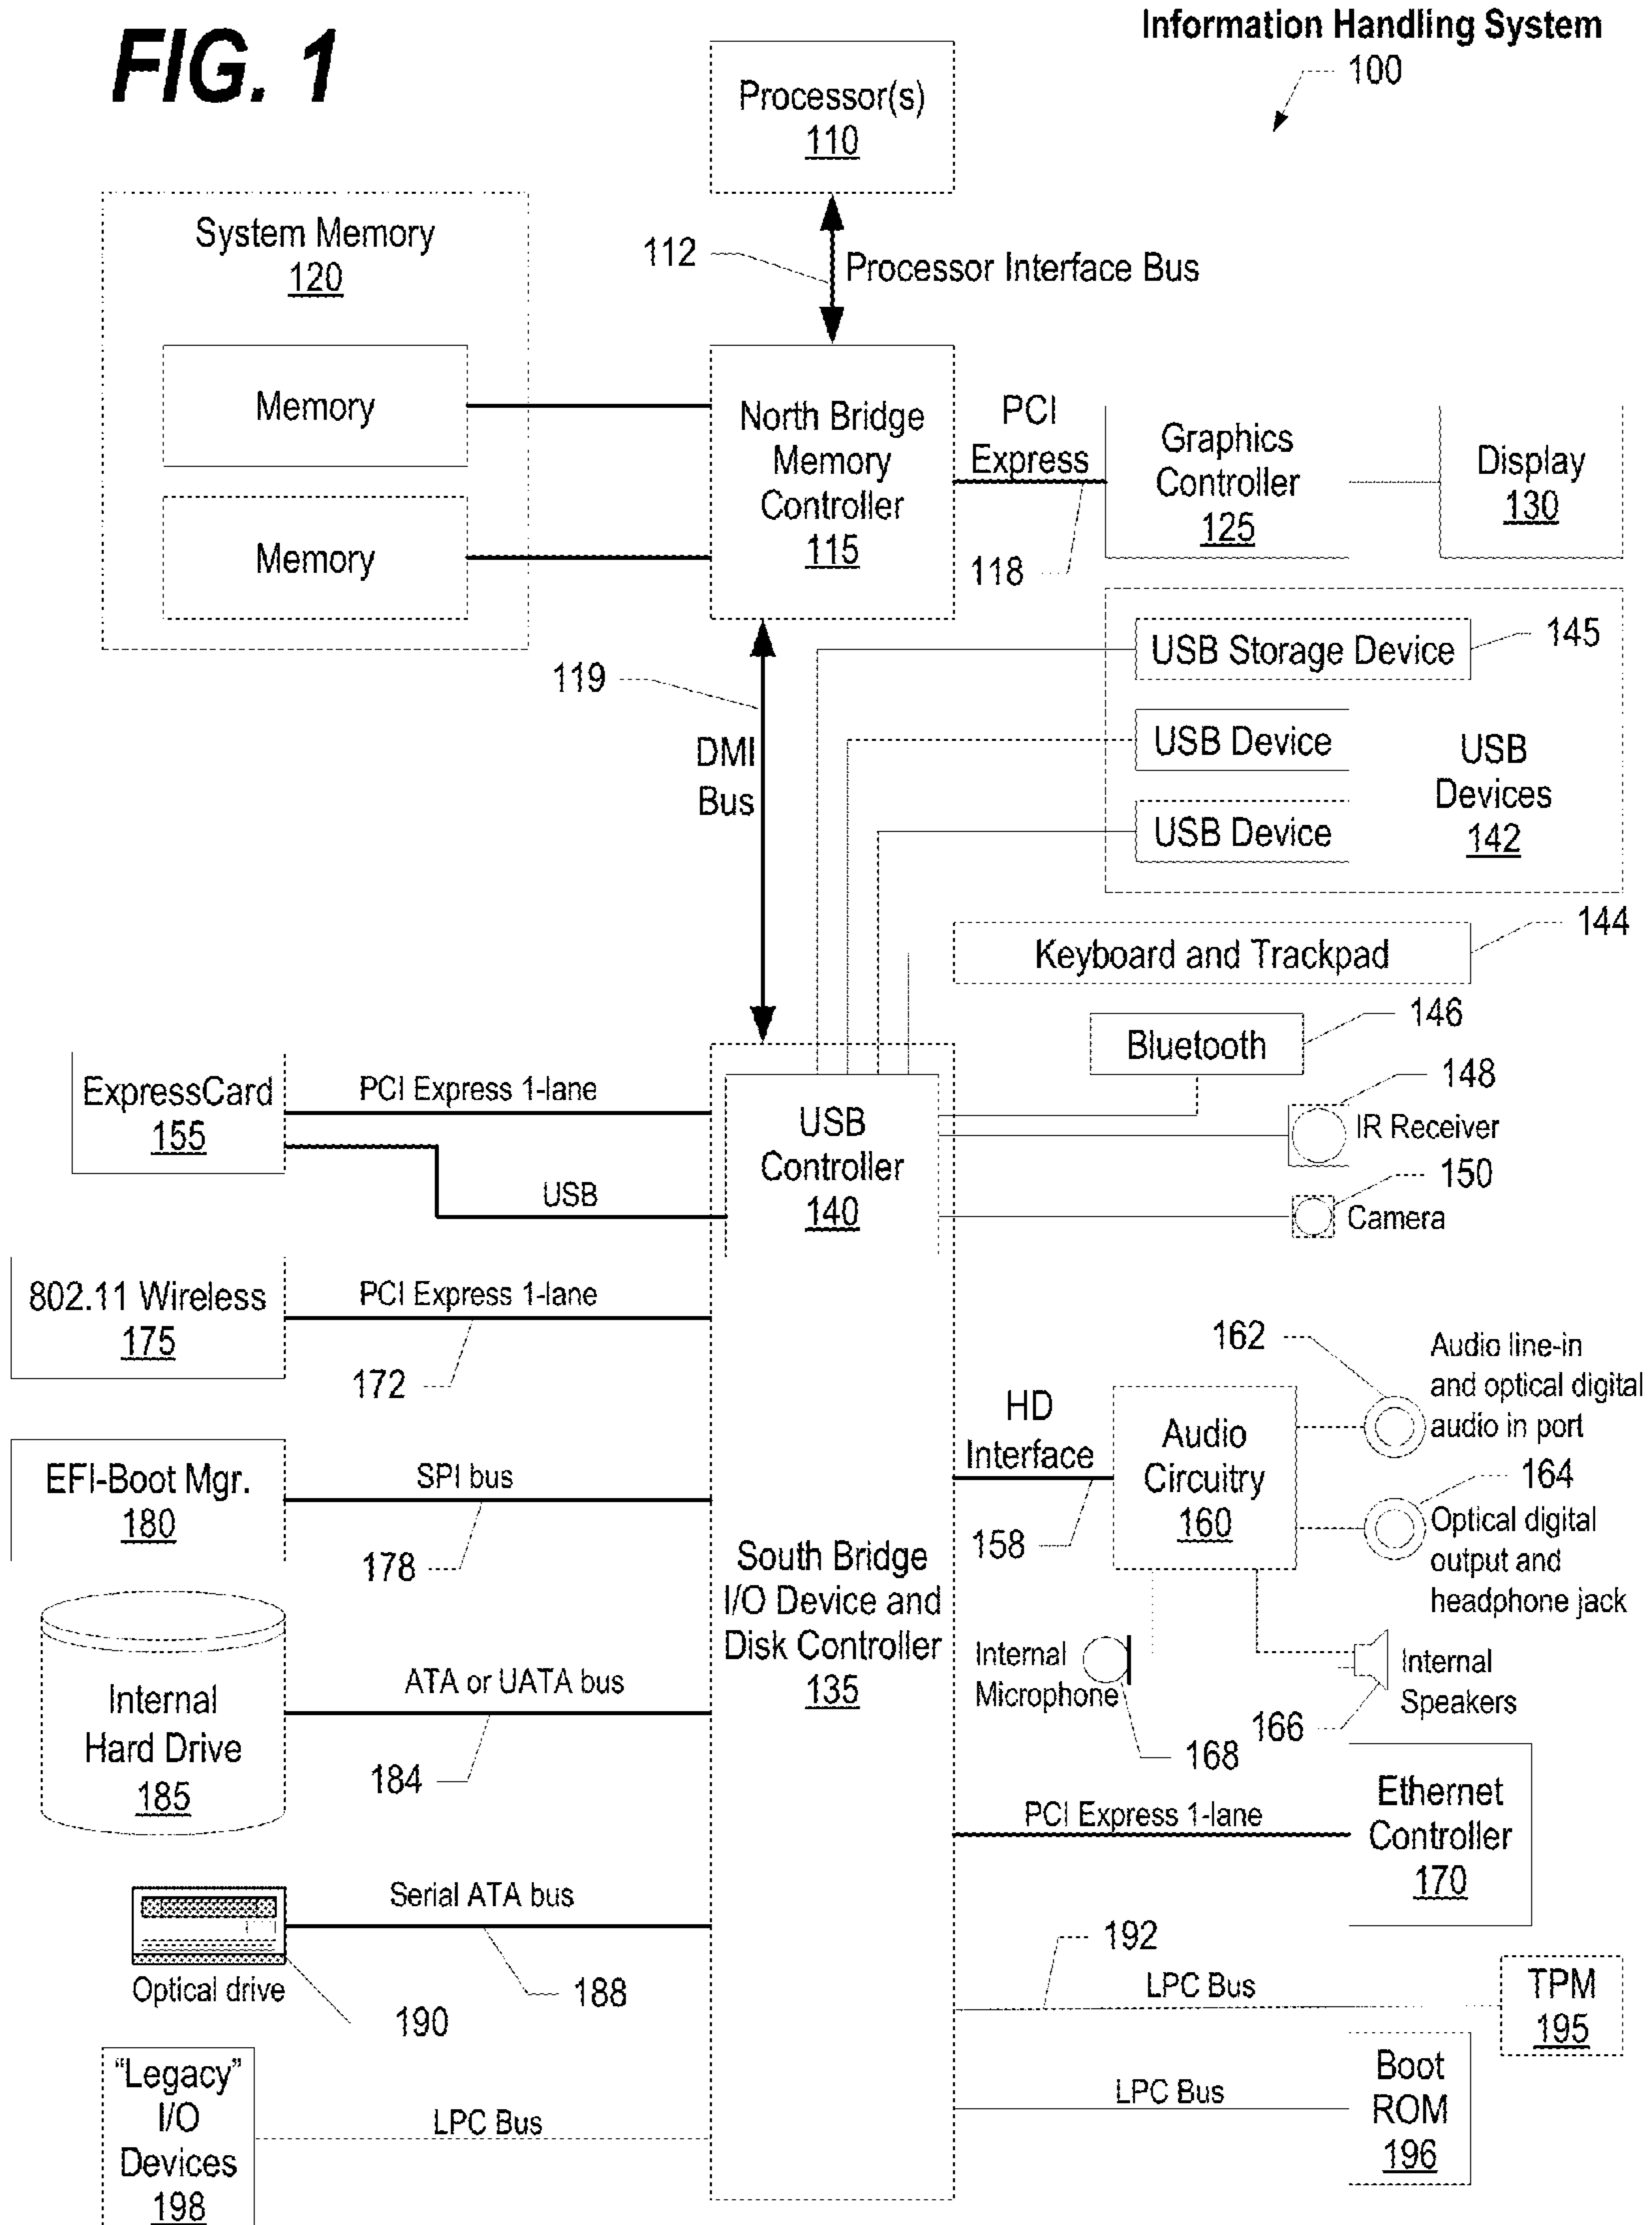 FIG. 1
Information Handling System
100
Processor(s)
110
System Memory
120
112
Processor Interface Bus
Memory
Memory
North Bridge
Memory
Controller
115
PCI
Express
118
Graphics
Controller
125
Display
130
119
DMI
Bus
USB Storage Device
145
USB Device
USB Device
USB
Devices
142
Keyboard and Trackpad
144
Bluetooth
146
148
IR Receiver
150
Camera
ExpressCard
155
PCI Express 1-lane
USB
USB
Controller
140
802.11 Wireless
175
PCI Express 1-lane
172
EFI-Boot Mgr.
180
SPI bus
178
HD
Interface
158
Audio
Circuitry
160
162
Audio line-in
and optical digital
audio in port
164
Optical digital
output and
headphone jack
South Bridge
I/O Device and
Disk Controller
135
Internal
Microphone
168
166
Internal
Speakers
Internal
Hard Drive
185
ATA or UATA bus
184
PCI Express 1-lane
Ethernet
Controller
170
Optical drive
190
Serial ATA bus
188
192
LPC Bus
TPM
195
"Legacy"
I/O
Devices
198
LPC Bus
LPC Bus
Boot
ROM
196